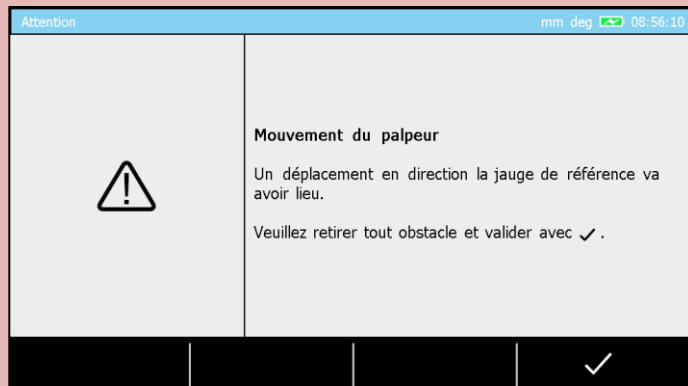 Attention
mm deg 08:56:10
Mouvement du palpeur
Un déplacement en direction la jauge de référence va
avoir lieu.
Veuillez retirer tout obstacle et valider avec ✓ .